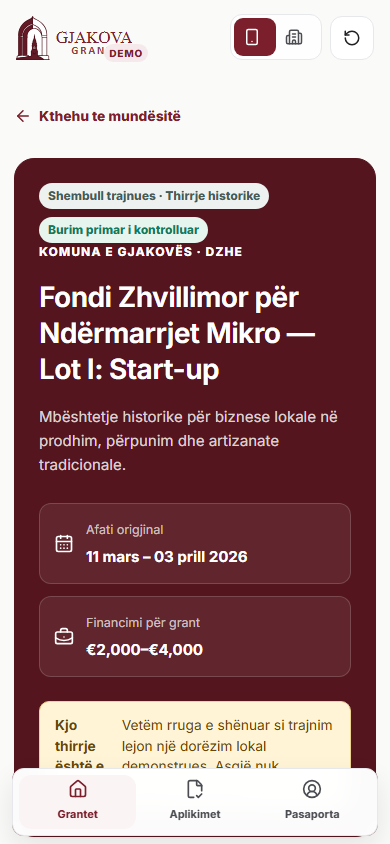 GJAKOVA
GRAN
DEMO
Kthehu te mundësitë
Shembull trajnues · Thirrje historike
Burim primar i kontrolluar
KOMUNA E GJAKOVËS · DZHE
Fondi Zhvillimor për
Ndërmarrjet Mikro —
Lot I: Start-up
Mbështetje historike për biznese lokale në
prodhim, përpunim dhe artizanate
tradicionale.
Afati origjinal
11 mars – 03 prill 2026
Financimi për grant
€2,000–€4,000
Kjo
thirrje
është e
Vetëm rruga e shënuar si trajnim
lejon një dorëzim lokal
demonstrues. Asgjë nuk
Grantet
Aplikimet
Pasaporta